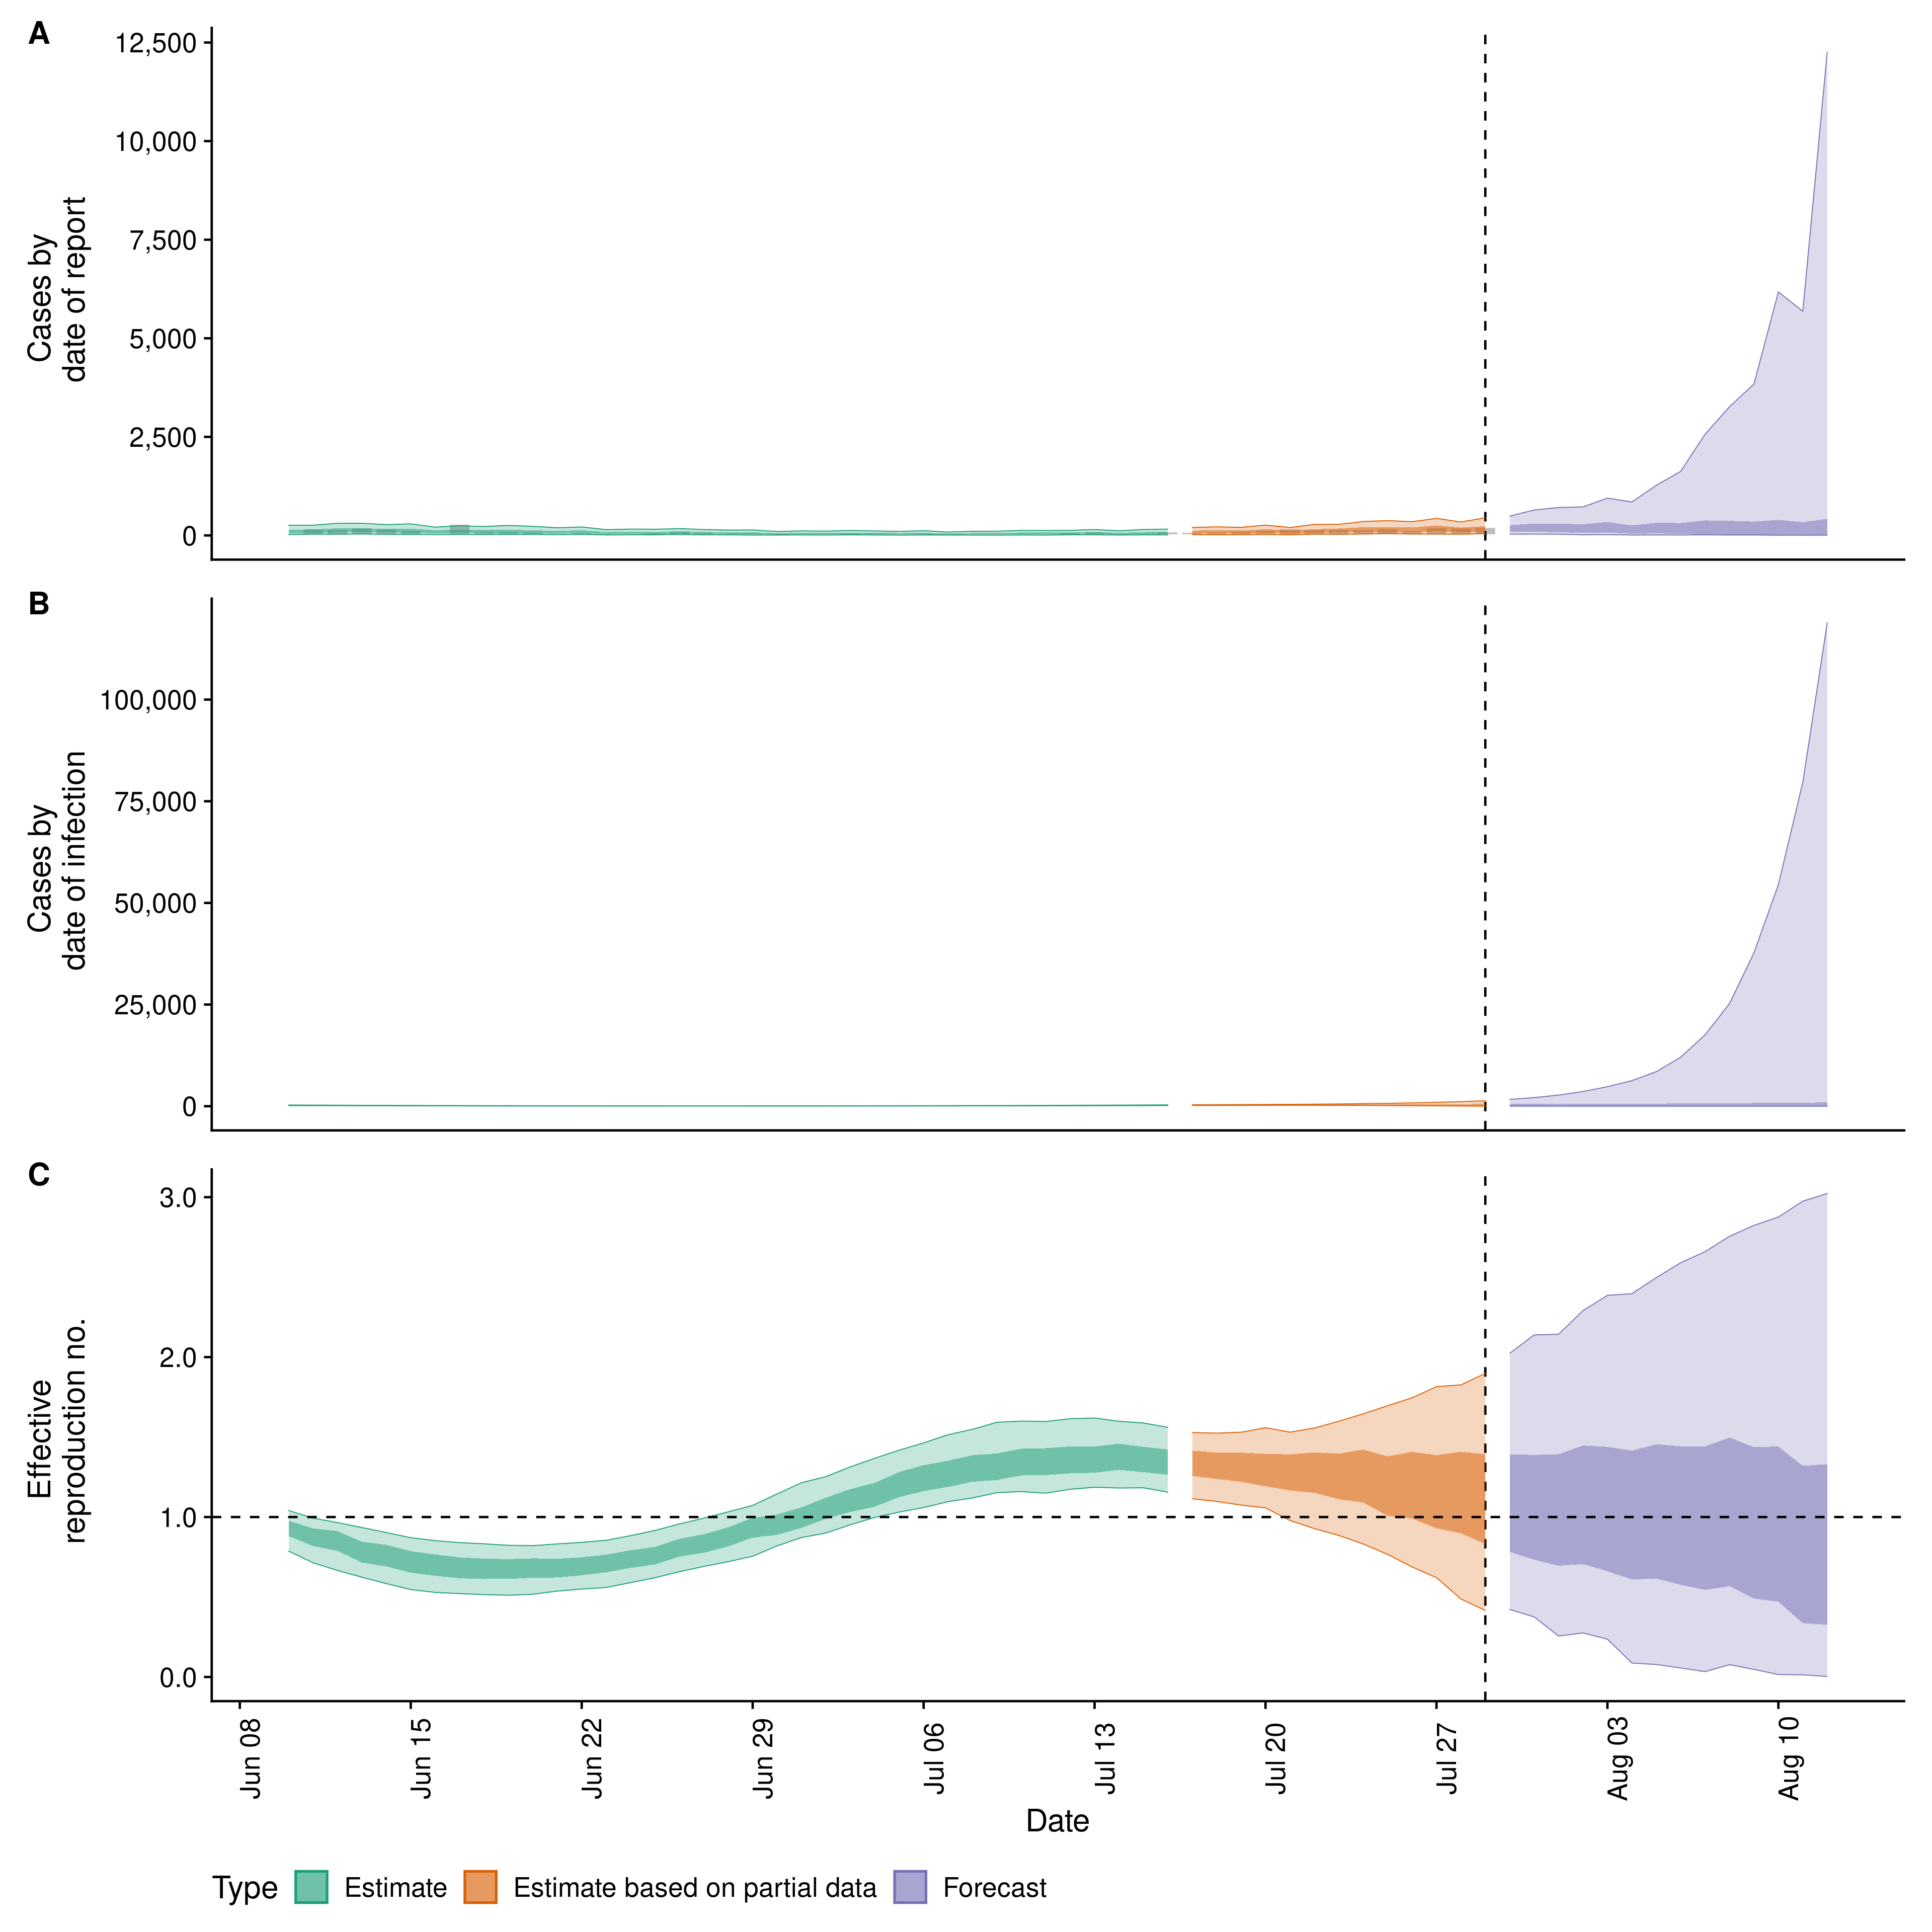 A
12,500
10,000
7,500
5,000
2,500
0
Cases by
date of report
B
100,000
75,000
50,000
25,000
0
Cases by
date of infection
C
3.0
2.0
1.0
0.0
Effective
reproduction no.
Jun 08
Jun 15
Jun 22
Jun 29
Jul 06
Jul 13
Jul 20
Jul 27
Aug 03
Aug 10
Date
Type Estimate Estimate based on partial data Forecast